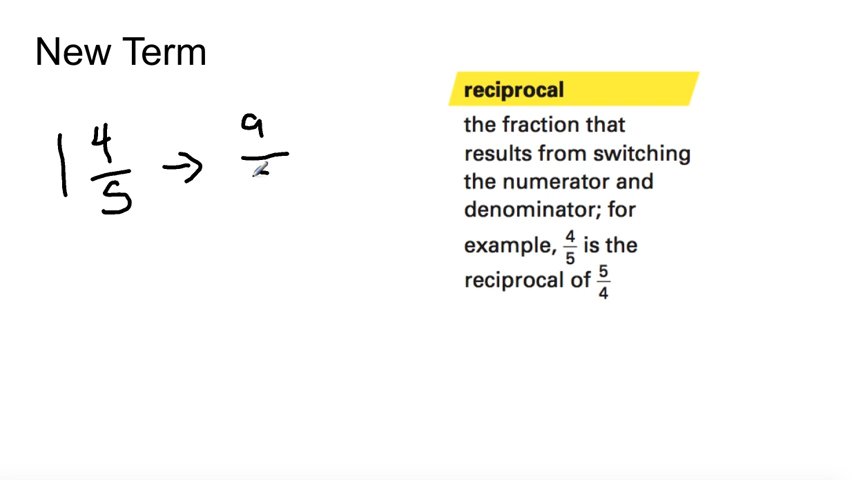 New Term
1 4/5 → 9/
reciprocal
the fraction that
results from switching
the numerator and
denominator; for
example, 4/5 is the
reciprocal of 5/4